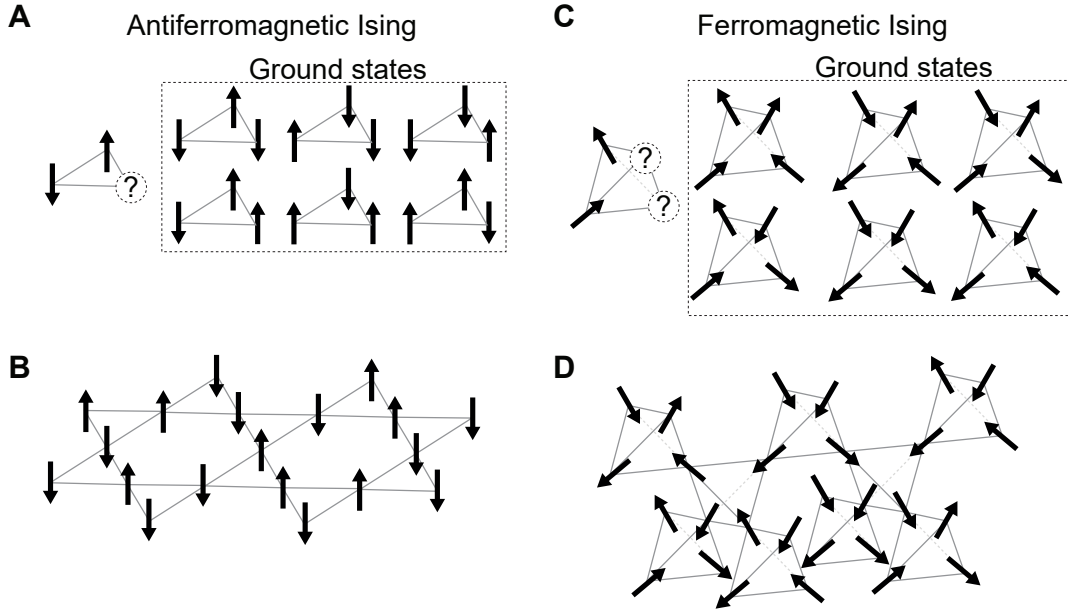 A
Antiferromagnetic Ising
Ground states
?
B
C
Ferromagnetic Ising
Ground states
?
?
D